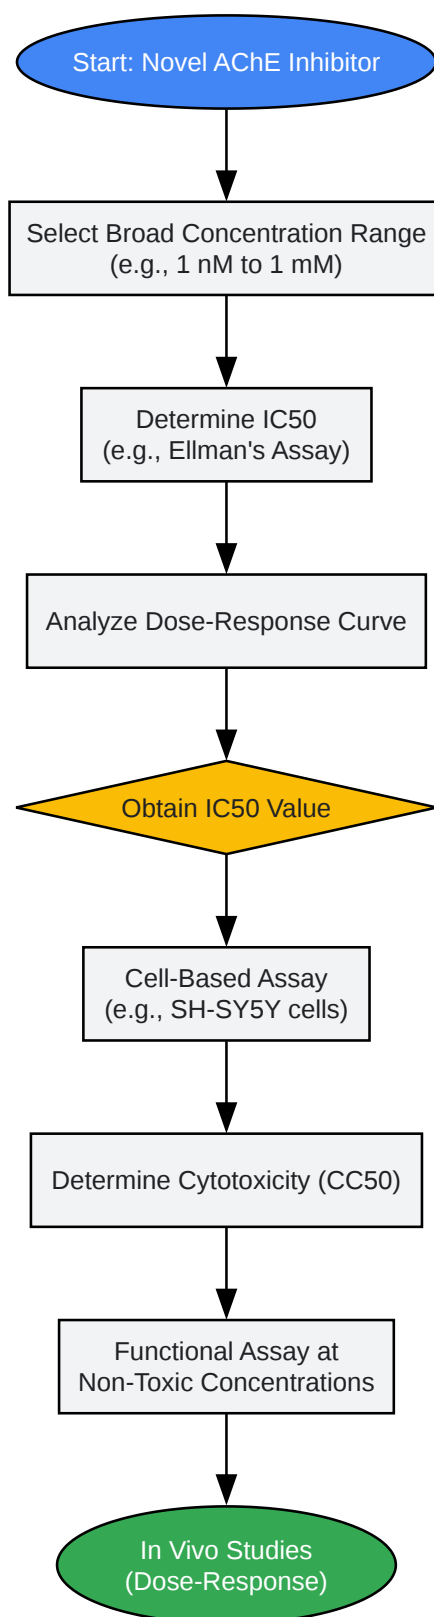 Start: Novel AChE Inhibitor
Select Broad Concentration Range
(e.g., 1 nM to 1 mM)
Determine IC50
(e.g., Ellman's Assay)
Analyze Dose-Response Curve
Obtain IC50 Value
Cell-Based Assay
(e.g., SH-SY5Y cells)
Determine Cytotoxicity (CC50)
Functional Assay at
Non-Toxic Concentrations
In Vivo Studies
(Dose-Response)